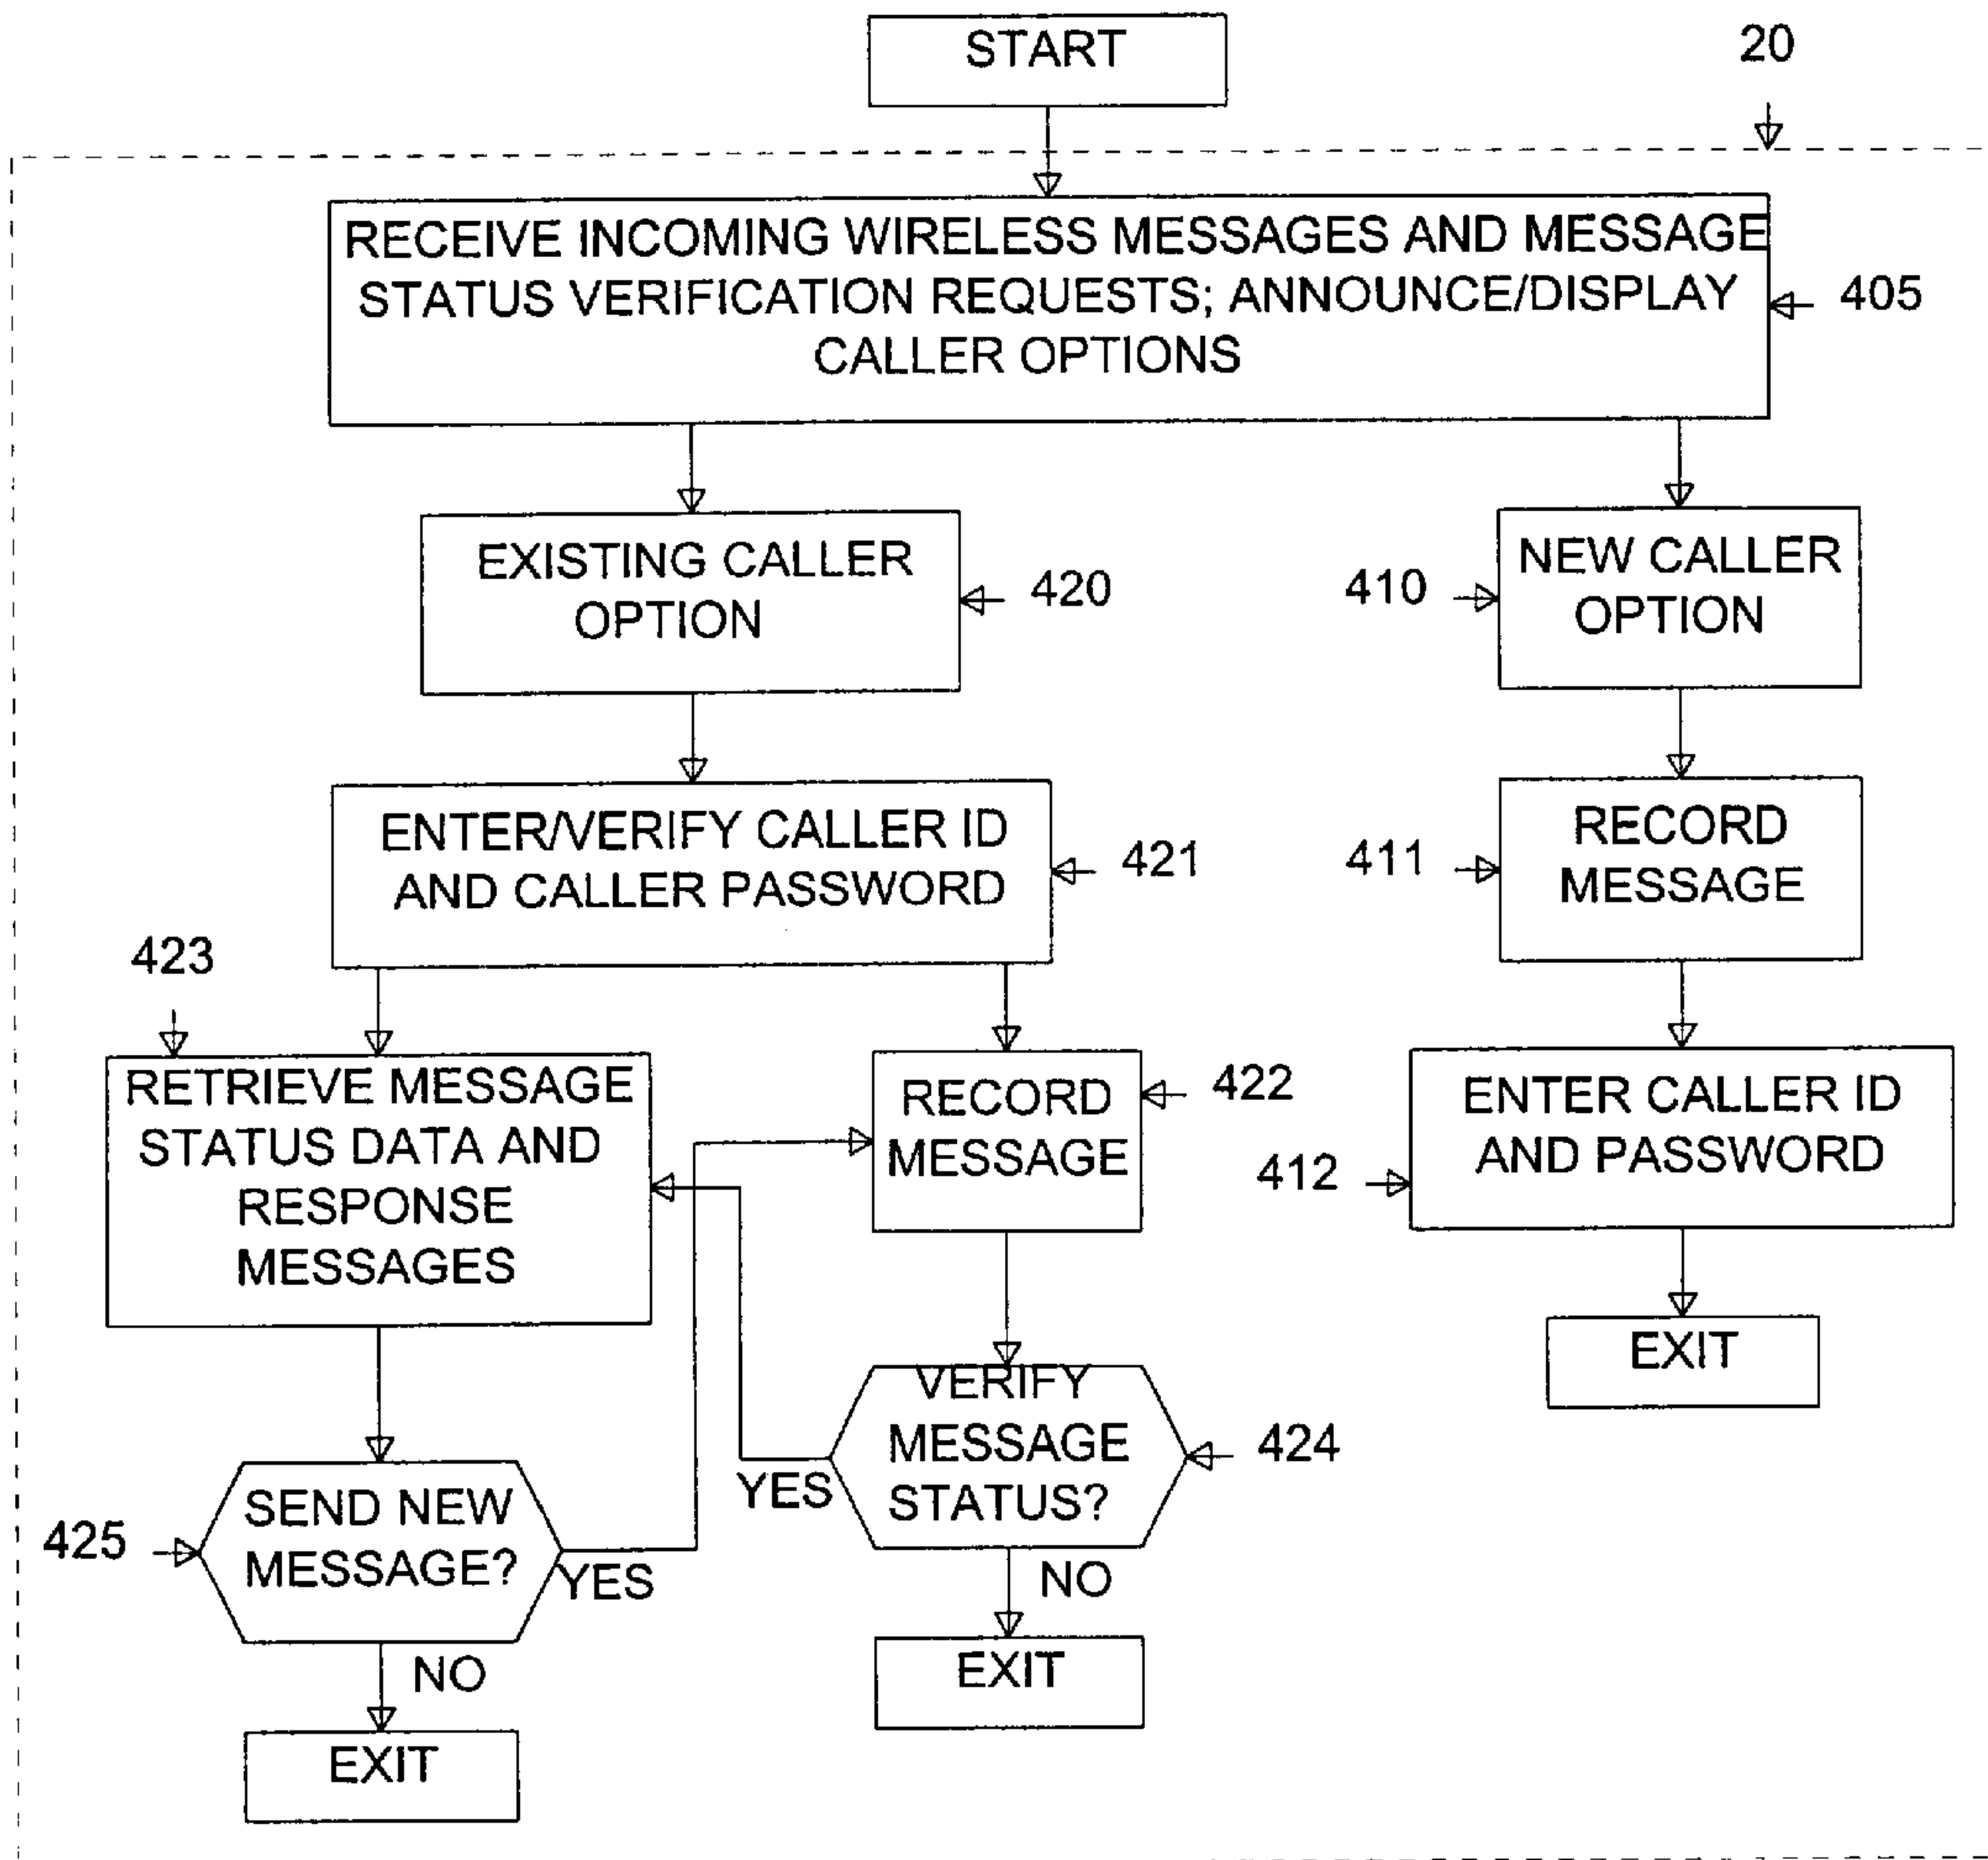 START
20
RECEIVE INCOMING WIRELESS MESSAGES AND MESSAGE
STATUS VERIFICATION REQUESTS; ANNOUNCE/DISPLAY
CALLER OPTIONS
405
EXISTING CALLER
OPTION
420
410
NEW CALLER
OPTION
ENTER/VERIFY CALLER ID
AND CALLER PASSWORD
421
411
RECORD
MESSAGE
423
RETRIEVE MESSAGE
STATUS DATA AND
RESPONSE
MESSAGES
RECORD
MESSAGE
422
412
ENTER CALLER ID
AND PASSWORD
EXIT
VERIFY
MESSAGE
STATUS?
424
YES
425
SEND NEW
MESSAGE?
YES
NO
NO
EXIT
EXIT